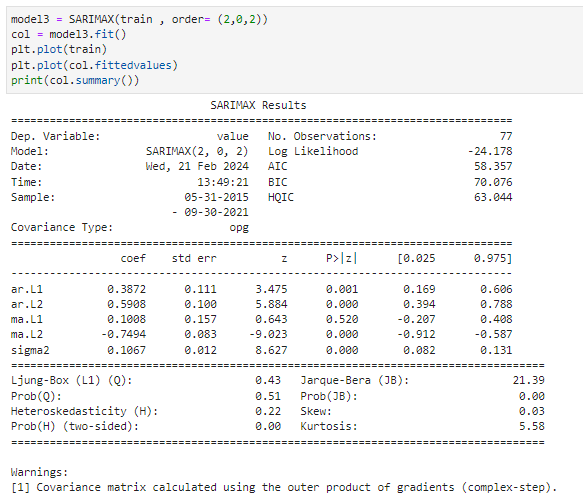 model3 = SARIMAX(train , order= (2,0,2))
col = model3.fit()
plt.plot(train)
plt.plot(col.fittedvalues)
print(col.summary())
                               SARIMAX Results
==============================================================================
Dep. Variable:                  value   No. Observations:                   77
Model:               SARIMAX(2, 0, 2)   Log Likelihood                 -24.178
Date:                Wed, 21 Feb 2024   AIC                             58.357
Time:                        13:49:21   BIC                             70.076
Sample:                    05-31-2015   HQIC                            63.044
                         - 09-30-2021
Covariance Type:                  opg
==============================================================================
                 coef    std err          z      P>|z|      [0.025      0.975]
------------------------------------------------------------------------------
ar.L1          0.3872      0.111      3.475      0.001       0.169       0.606
ar.L2          0.5908      0.100      5.884      0.000       0.394       0.788
ma.L1          0.1008      0.157      0.643      0.520      -0.207       0.408
ma.L2         -0.7494      0.083     -9.023      0.000      -0.912      -0.587
sigma2         0.1067      0.012      8.627      0.000       0.082       0.131
===================================================================================
Ljung-Box (L1) (Q):                   0.43   Jarque-Bera (JB):                21.39
Prob(Q):                              0.51   Prob(JB):                         0.00
Heteroskedasticity (H):               0.22   Skew:                             0.03
Prob(H) (two-sided):                  0.00   Kurtosis:                         5.58
===================================================================================

Warnings:
[1] Covariance matrix calculated using the outer product of gradients (complex-step).